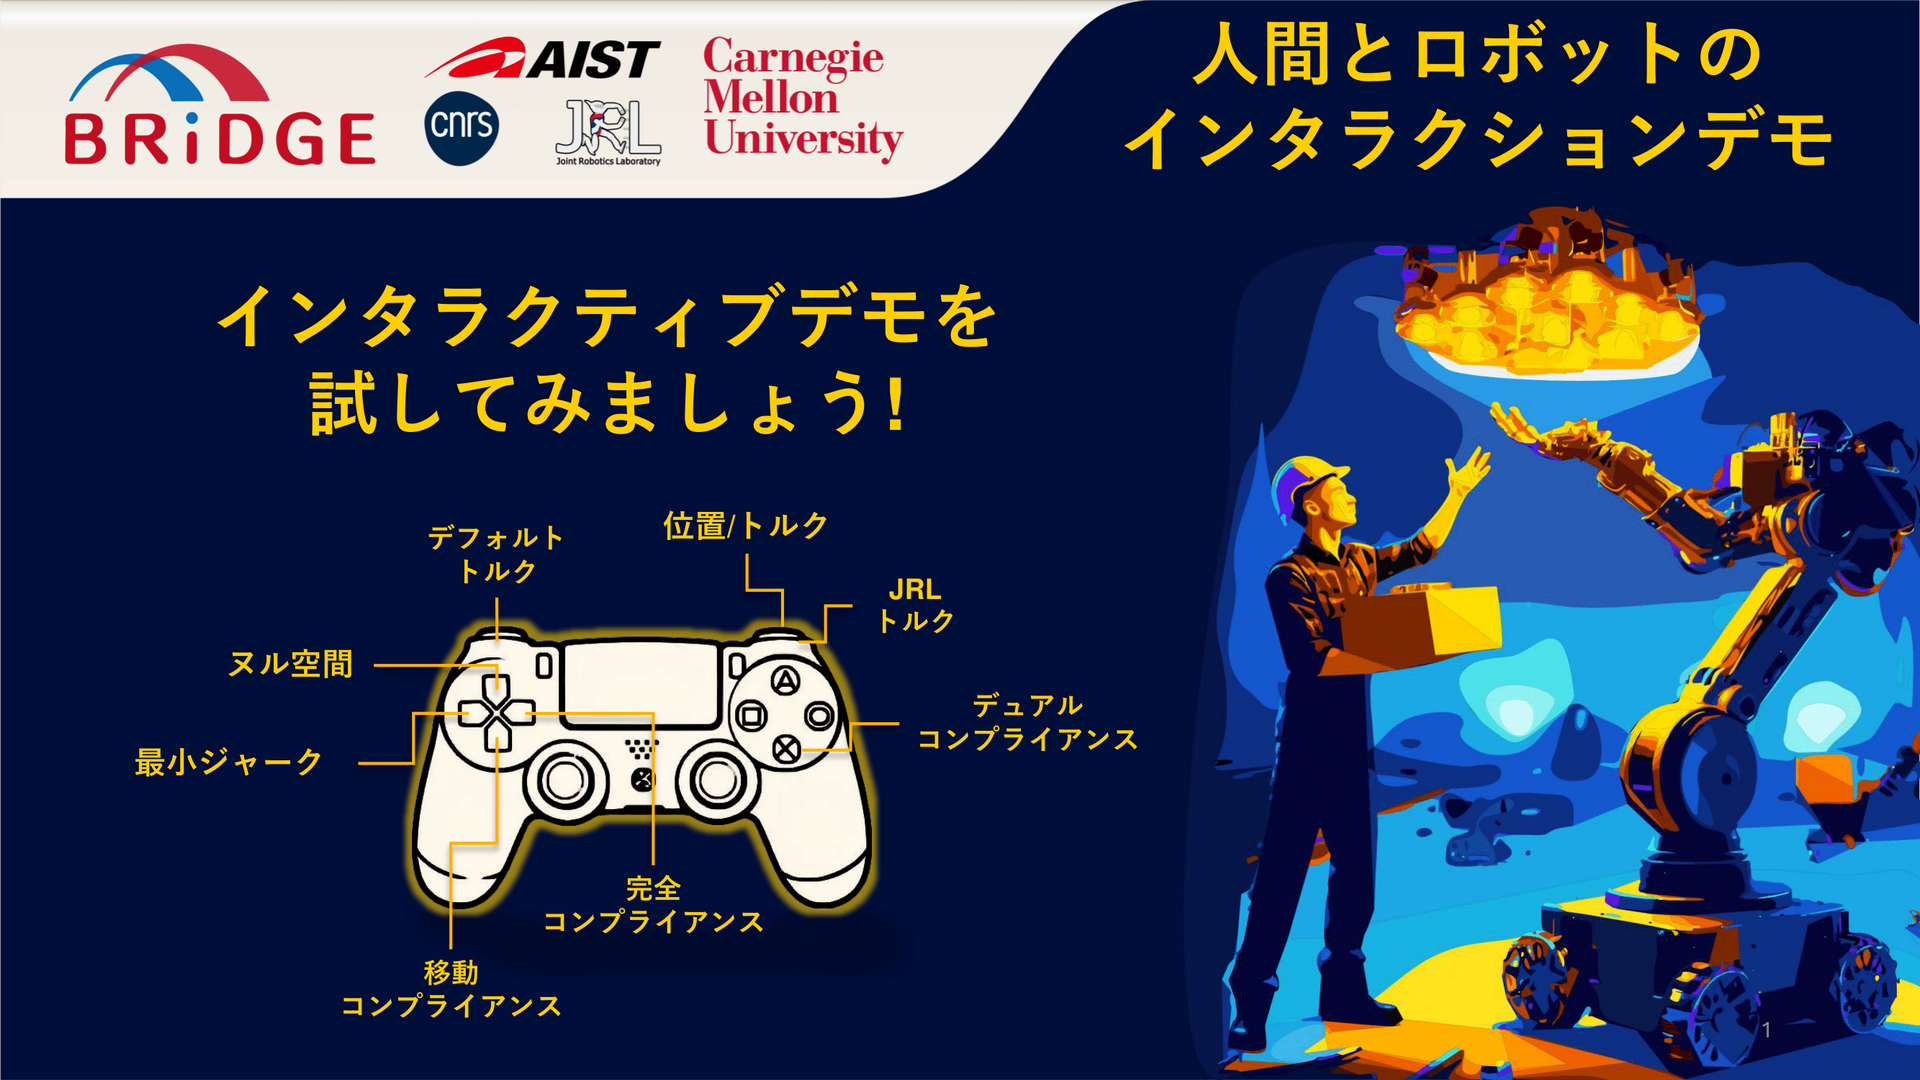 BRiDGE
AIST
cnrs
JRL
Joint Robotics Laboratory
Carnegie
Mellon
University
人間とロボットの
インタラクションデモ
インタラクティブデモを
試してみましょう!
デフォルト
トルク
位置/トルク
JRL
トルク
ヌル空間
最小ジャーク
デュアル
コンプライアンス
完全
コンプライアンス
移動
コンプライアンス
1